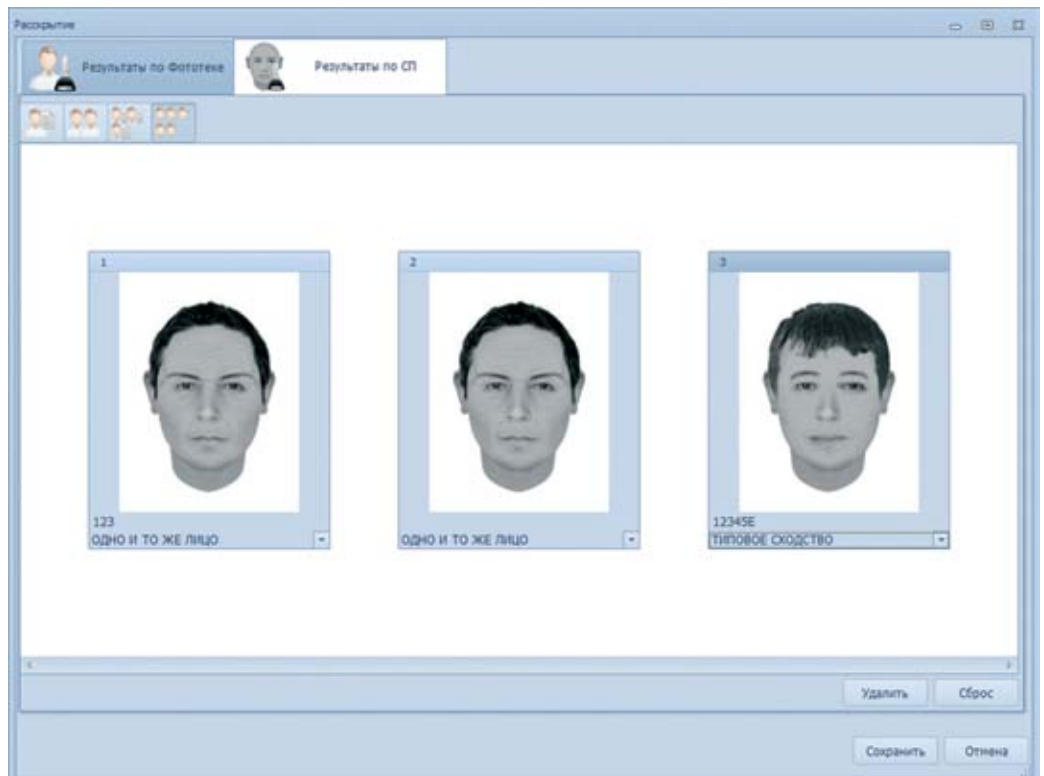 Раскрытие
Результаты по Фототеке
Результаты по СП
1
2
3
123
12345Е
ОДНО И ТО ЖЕ ЛИЦО
ОДНО И ТО ЖЕ ЛИЦО
ТИПОВОЕ СХОДСТВО
Удалить
Сброс
Сохранить
Отмена